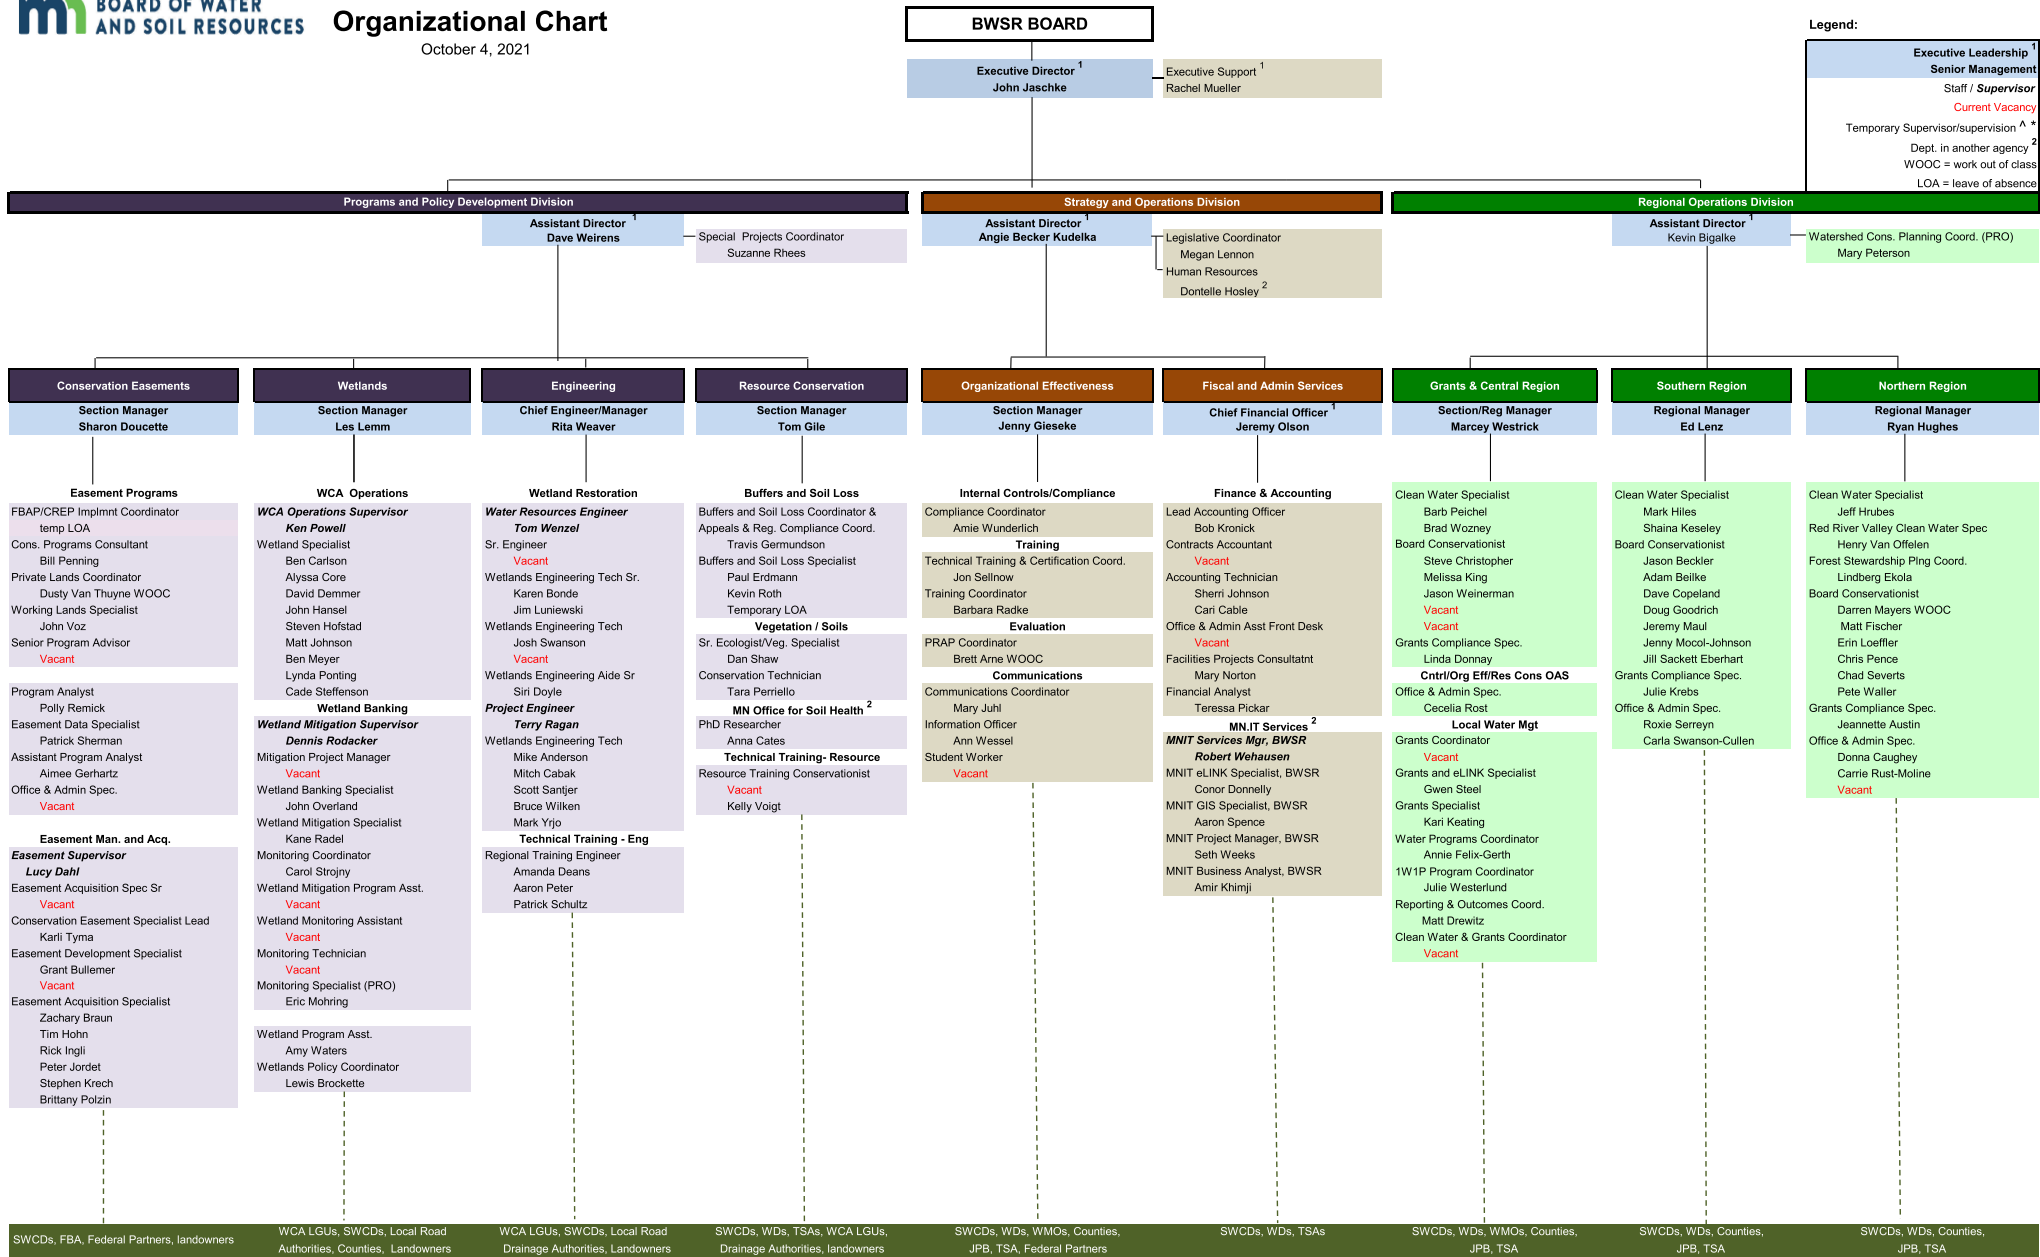 BOARD OF WATER
AND SOIL RESOURCES
Organizational Chart
October 4, 2021
BWSR BOARD
Executive Director 1
John Jaschke
Executive Support 1
Rachel Mueller
Legend:
Executive Leadership 1
Senior Management
Staff / Supervisor
Current Vacancy
Temporary Supervisor/supervision ^ *
Dept. in another agency 2
WOOC = work out of class
LOA = leave of absence
Programs and Policy Development Division
Assistant Director 1
Dave Weirens
Special Projects Coordinator
Suzanne Rhees
Strategy and Operations Division
Assistant Director 1
Angie Becker Kudelka
Legislative Coordinator
Megan Lennon
Human Resources
Dontelle Hosley 2
Regional Operations Division
Assistant Director 1
Kevin Bigalke
Watershed Cons. Planning Coord. (PRO)
Mary Peterson
Conservation Easements
Section Manager
Sharon Doucette
Easement Programs
FBAP/CREP Implmnt Coordinator
temp LOA
Cons. Programs Consultant
Bill Penning
Private Lands Coordinator
Dusty Van Thuyne WOOC
Working Lands Specialist
John Voz
Senior Program Advisor
Vacant
Program Analyst
Polly Remick
Easement Data Specialist
Patrick Sherman
Assistant Program Analyst
Aimee Gerhartz
Office & Admin Spec.
Vacant
Easement Man. and Acq.
Easement Supervisor
Lucy Dahl
Easement Acquisition Spec Sr
Vacant
Conservation Easement Specialist Lead
Karli Tyma
Easement Development Specialist
Grant Bullemer
Vacant
Easement Acquisition Specialist
Zachary Braun
Tim Hohn
Rick Ingli
Peter Jordet
Stephen Krech
Brittany Polzin
SWCDs, FBA, Federal Partners, landowners
Wetlands
Section Manager
Les Lemm
WCA Operations
WCA Operations Supervisor
Ken Powell
Wetland Specialist
Ben Carlson
Alyssa Core
David Demmer
John Hansel
Steven Hofstad
Matt Johnson
Ben Meyer
Lynda Ponting
Cade Steffenson
Wetland Banking
Wetland Mitigation Supervisor
Dennis Rodacker
Mitigation Project Manager
Vacant
Wetland Banking Specialist
John Overland
Wetland Mitigation Specialist
Kane Radel
Monitoring Coordinator
Carol Strojny
Wetland Mitigation Program Asst.
Vacant
Wetland Monitoring Assistant
Vacant
Monitoring Technician
Vacant
Monitoring Specialist (PRO)
Eric Mohring
Wetland Program Asst.
Amy Waters
Wetlands Policy Coordinator
Lewis Brockette
WCA LGUs, SWCDs, Local Road
Authorities, Counties, Landowners
Engineering
Chief Engineer/Manager
Rita Weaver
Wetland Restoration
Water Resources Engineer
Tom Wenzel
Sr. Engineer
Vacant
Wetlands Engineering Tech Sr.
Karen Bonde
Jim Luniewski
Wetlands Engineering Tech
Josh Swanson
Vacant
Wetlands Engineering Aide Sr
Siri Doyle
Project Engineer
Terry Ragan
Wetlands Engineering Tech
Mike Anderson
Mitch Cabak
Scott Santjer
Bruce Wilken
Mark Yrjo
Technical Training - Eng
Regional Training Engineer
Amanda Deans
Aaron Peter
Patrick Schultz
WCA LGUs, SWCDs, Local Road
Drainage Authorities, Landowners
Resource Conservation
Section Manager
Tom Gile
Buffers and Soil Loss
Buffers and Soil Loss Coordinator &
Appeals & Reg. Compliance Coord.
Travis Germundson
Buffers and Soil Loss Specialist
Paul Erdmann
Kevin Roth
Temporary LOA
Vegetation / Soils
Sr. Ecologist/Veg. Specialist
Dan Shaw
Conservation Technician
Tara Perriello
MN Office for Soil Health 2
PhD Researcher
Anna Cates
Technical Training- Resource
Resource Training Conservationist
Vacant
Kelly Voigt
SWCDs, WDs, TSAs, WCA LGUs,
Drainage Authorities, landowners
Organizational Effectiveness
Section Manager
Jenny Gieseke
Internal Controls/Compliance
Compliance Coordinator
Amie Wunderlich
Training
Technical Training & Certification Coord.
Jon Sellnow
Training Coordinator
Barbara Radke
Evaluation
PRAP Coordinator
Brett Arne WOOC
Communications
Communications Coordinator
Mary Juhl
Information Officer
Ann Wessel
Student Worker
Vacant
SWCDs, WDs, WMOs, Counties,
JPB, TSA, Federal Partners
Fiscal and Admin Services
Chief Financial Officer 1
Jeremy Olson
Finance & Accounting
Lead Accounting Officer
Bob Kronick
Contracts Accountant
Vacant
Accounting Technician
Sherri Johnson
Cari Cable
Office & Admin Asst Front Desk
Vacant
Facilities Projects Consultatnt
Mary Norton
Financial Analyst
Teressa Pickar
MN.IT Services 2
MNIT Services Mgr, BWSR
Robert Wehausen
MNIT eLINK Specialist, BWSR
Conor Donnelly
MNIT GIS Specialist, BWSR
Aaron Spence
MNIT Project Manager, BWSR
Seth Weeks
MNIT Business Analyst, BWSR
Amir Khimji
SWCDs, WDs, TSAs
Grants & Central Region
Section/Reg Manager
Marcey Westrick
Clean Water Specialist
Barb Peichel
Brad Wozney
Board Conservationist
Steve Christopher
Melissa King
Jason Weinerman
Vacant
Vacant
Grants Compliance Spec.
Linda Donnay
Cntrl/Org Eff/Res Cons OAS
Office & Admin Spec.
Cecelia Rost
Local Water Mgt
Grants Coordinator
Vacant
Grants and eLINK Specialist
Gwen Steel
Grants Specialist
Kari Keating
Water Programs Coordinator
Annie Felix-Gerth
1W1P Program Coordinator
Julie Westerlund
Reporting & Outcomes Coord.
Matt Drewitz
Clean Water & Grants Coordinator
Vacant
SWCDs, WDs, WMOs, Counties,
JPB, TSA
Southern Region
Regional Manager
Ed Lenz
Clean Water Specialist
Mark Hiles
Shaina Keseley
Board Conservationist
Jason Beckler
Adam Beilke
Dave Copeland
Doug Goodrich
Jeremy Maul
Jenny Mocol-Johnson
Jill Sackett Eberhart
Grants Compliance Spec.
Julie Krebs
Office & Admin Spec.
Roxie Serreyn
Carla Swanson-Cullen
SWCDs, WDs, Counties,
JPB, TSA
Northern Region
Regional Manager
Ryan Hughes
Clean Water Specialist
Jeff Hrubes
Red River Valley Clean Water Spec
Henry Van Offelen
Forest Stewardship Plng Coord.
Lindberg Ekola
Board Conservationist
Darren Mayers WOOC
Matt Fischer
Erin Loeffler
Chris Pence
Chad Severts
Pete Waller
Grants Compliance Spec.
Jeannette Austin
Office & Admin Spec.
Donna Caughey
Carrie Rust-Moline
Vacant
SWCDs, WDs, Counties,
JPB, TSA